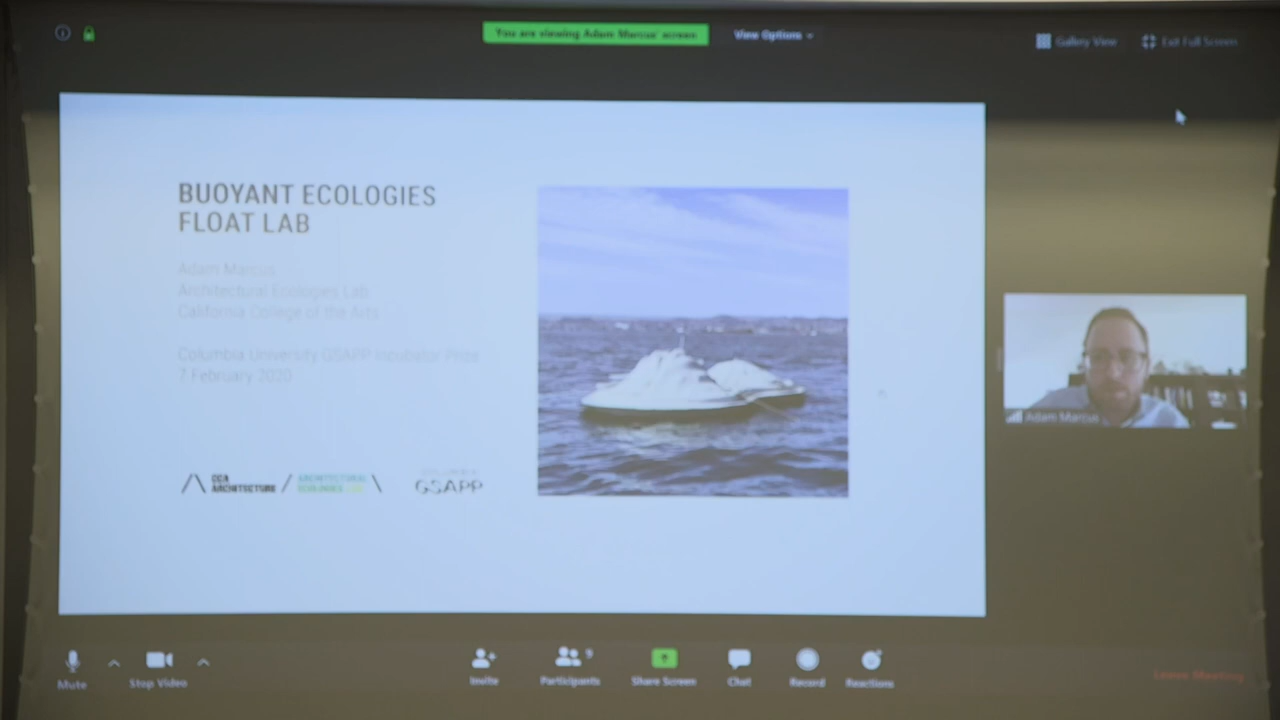 You are viewing Adam Marcus' screen
View Options
Gallery View
Exit Full Screen
BUOYANT ECOLOGIES
FLOAT LAB
Adam Marcus
Architectural Ecologies Lab
California College of the Arts
Columbia University GSAPP Incubator Prize
7 February 2020
CCA
ARCHITECTURE
ARCHITECTURAL
ECOLOGIES
GSAPP
Adam Marcus
Mute
Stop Video
Invite
Participants
9
Share Screen
Chat
Record
Reactions
Leave Meeting